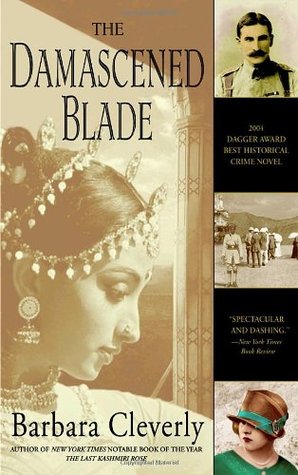 THE
DAMASCENED
BLADE
2004
DAGGER AWARD
BEST HISTORICAL
CRIME NOVEL
"SPECTACULAR
AND DASHING."
—New York Times
Book Review
Barbara Cleverly
AUTHOR OF NEW YORK TIMES NOTABLE BOOK OF THE YEAR
THE LAST KASHMIRI ROSE